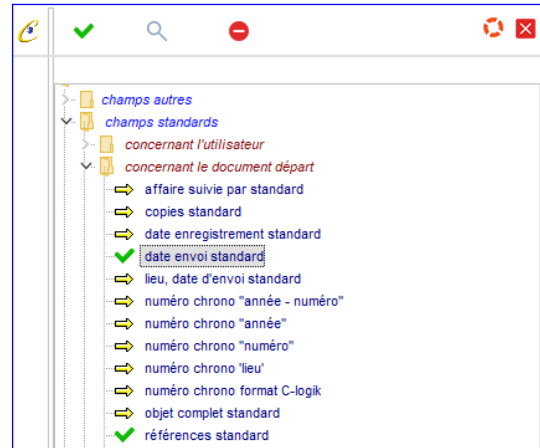 champs autres
champs standards
concernant l'utilisateur
concernant le document départ
affaire suivie par standard
copies standard
date enregistrement standard
date envoi standard
lieu, date d'envoi standard
numéro chrono "année - numéro"
numéro chrono "année"
numéro chrono "numéro"
numéro chrono 'lieu'
numéro chrono format C-logik
objet complet standard
références standard